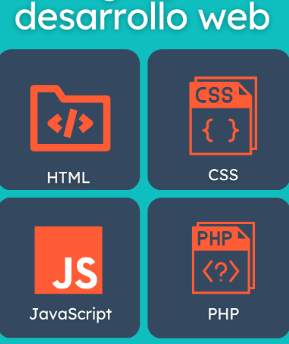 desarrollo web
</>
HTML
CSS
{ }
CSS
JS
JavaScript
PHP
<?>
PHP